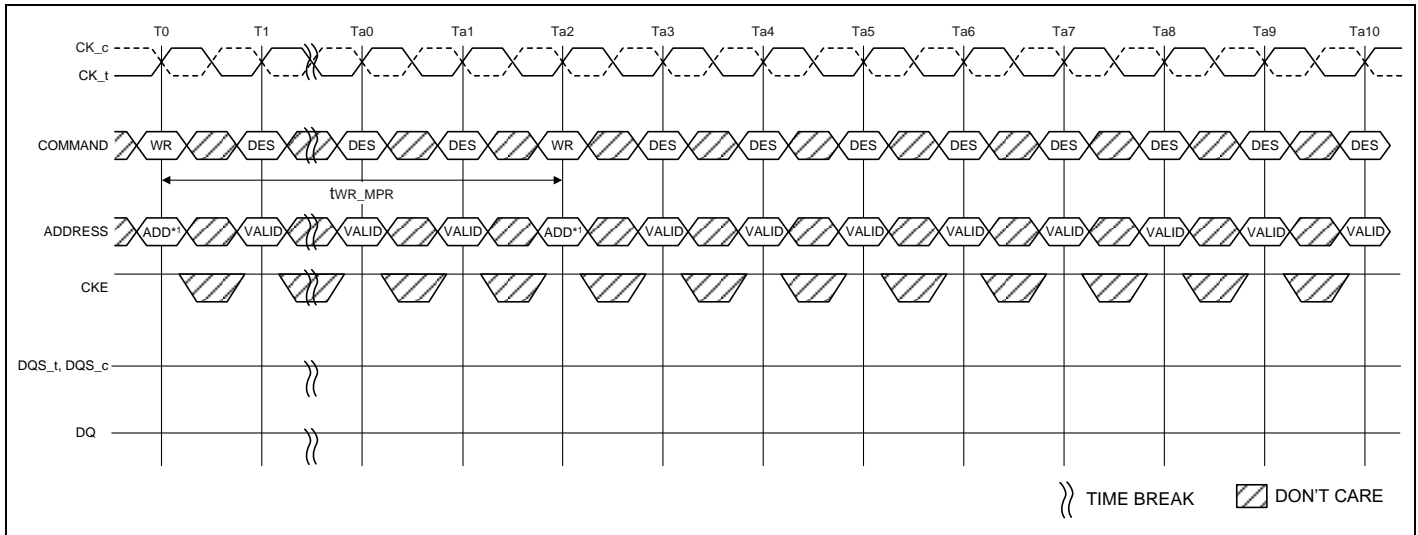 T0 T1 Ta0 Ta1 Ta2 Ta3 Ta4 Ta5 Ta6 Ta7 Ta8 Ta9 Ta10
CK_c
CK_t
COMMAND WR DES DES DES WR DES DES DES DES DES DES DES DES
tWR_MPR
ADDRESS ADD*1 VALID VALID VALID ADD*1 VALID VALID VALID VALID VALID VALID VALID VALID
CKE
DQS_t, DQS_c
DQ
TIME BREAK DON'T CARE